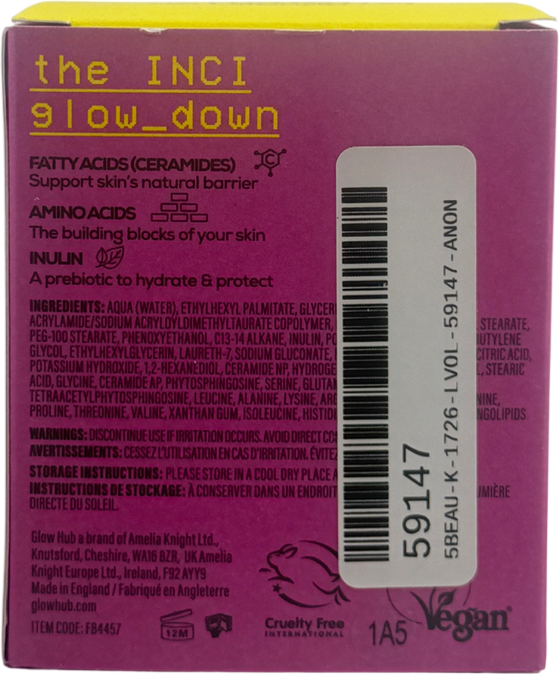 the INCI
glow_down
FATTY ACIDS (CERAMIDES)
Support skin's natural barrier
AMINO ACIDS
The building blocks of your skin
INULIN
A prebiotic to hydrate & protect
INGREDIENTS: AQUA (WATER), ETHYLHEXYL PALMITATE,
ACRYLAMIDE/SODIUM ACRYLOYLDIMETHYLTAURATE COPOLYMER, STEARATE,
PEG-100 STEARATE, PHENOXYETHANOL, C13-14 ALKANE, INULIN,
GLYCOL, ETHYLHEXYLGLYCERIN, LAURETH-7, SODIUM GLUCONATE, CITRIC ACID,
POTASSIUM HYDROXIDE, 1,2-HEXANEDIOL, CERAMIDE NP, STEARIC
ACID, GLYCINE, CERAMIDE AP, PHYTOSPHINGOSINE, SERINE,
TETRAACETYLPHYTOSPHINGOSINE, LEUCINE, ALANINE, LYSINE,
PROLINE, THREONINE, VALINE, XANTHAN GUM, ISOLEUCINE,
WARNINGS: DISCONTINUE USE IF IRRITATION OCCURS. AVOID DIRECT
AVERTISSEMENTS: CESSEZ L'UTILISATION EN CAS D'IRRITATION.
STORAGE INSTRUCTIONS: PLEASE STORE IN A COOL DRY PLACE
INSTRUCTIONS DE STOCKAGE: À CONSERVER DANS UN ENDROIT
DIRECTE DU SOLEIL.
Glow Hub a brand of Amelia Knight Ltd.,
Knutsford, Cheshire, WA16 8ZR, UK Amelia
Knight Europe Ltd., Ireland, F92 AYY9
Made in England / Fabriqué en Angleterre
glowhub.com
ITEM CODE: FB4457
12M
Cruelty Free
INTERNATIONAL
1A5
Vegan
59147
5BEAU-K-1726-LVOL-59147-ANON